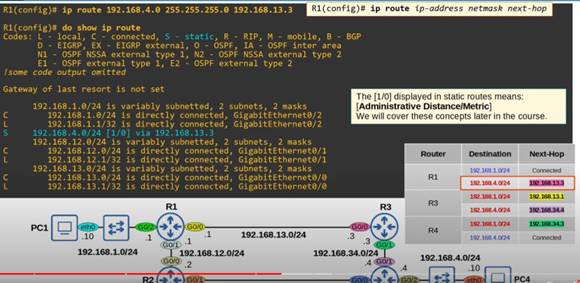 R1(config)# ip route 192.168.4.0 255.255.255.0 192.168.13.3
R1(config)# ip route ip-address netmask next-hop
R1(config)# do show ip route
Codes: L - local, C - connected, S - static, R - RIP, M - mobile, B - BGP
D - EIGRP, EX - EIGRP external, O - OSPF, IA - OSPF inter area
N1 - OSPF NSSA external type 1, N2 - OSPF NSSA external type 2
E1 - OSPF external type 1, E2 - OSPF external type 2
!some code output omitted
Gateway of last resort is not set
The [1/0] displayed in static routes means:
[Administrative Distance/Metric]
We will cover these concepts later in the course.
192.168.1.0/24 is variably subnetted, 2 subnets, 2 masks
C 192.168.1.0/24 is directly connected, GigabitEthernet0/2
L 192.168.1.1/32 is directly connected, GigabitEthernet0/2
S 192.168.4.0/24 [1/0] via 192.168.13.3
192.168.12.0/24 is variably subnetted, 2 subnets, 2 masks
C 192.168.12.0/24 is directly connected, GigabitEthernet0/1
L 192.168.12.1/32 is directly connected, GigabitEthernet0/1
192.168.13.0/24 is variably subnetted, 2 subnets, 2 masks
C 192.168.13.0/24 is directly connected, GigabitEthernet0/0
L 192.168.13.1/32 is directly connected, GigabitEthernet0/0
Router Destination Next-Hop
R1 192.168.1.0/24 Connected
192.168.4.0/24 192.168.13.3
R3 192.168.1.0/24 192.168.13.1
192.168.4.0/24 192.168.34.4
R4 192.168.1.0/24 192.168.34.3
192.168.4.0/24 Connected
R1 R3
PC1 eth0 G0/2 G0/0 G0/0
.10 .1 .1 192.168.13.0/24 .3
192.168.1.0/24 G0/1 .1 .3 G0/1
192.168.12.0/24 192.168.34.0/24
G0/0 .2 .4 G0/1 192.168.4.0/24
R2 G0/1 .4 .10 PC4